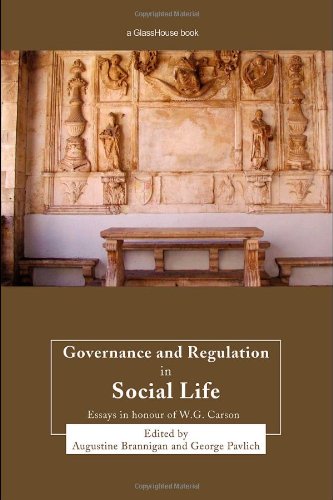 a GlassHouse book
Governance and Regulation
in
Social Life
Essays in honour of W.G. Carson
Edited by
Augustine Brannigan and George Pavlich